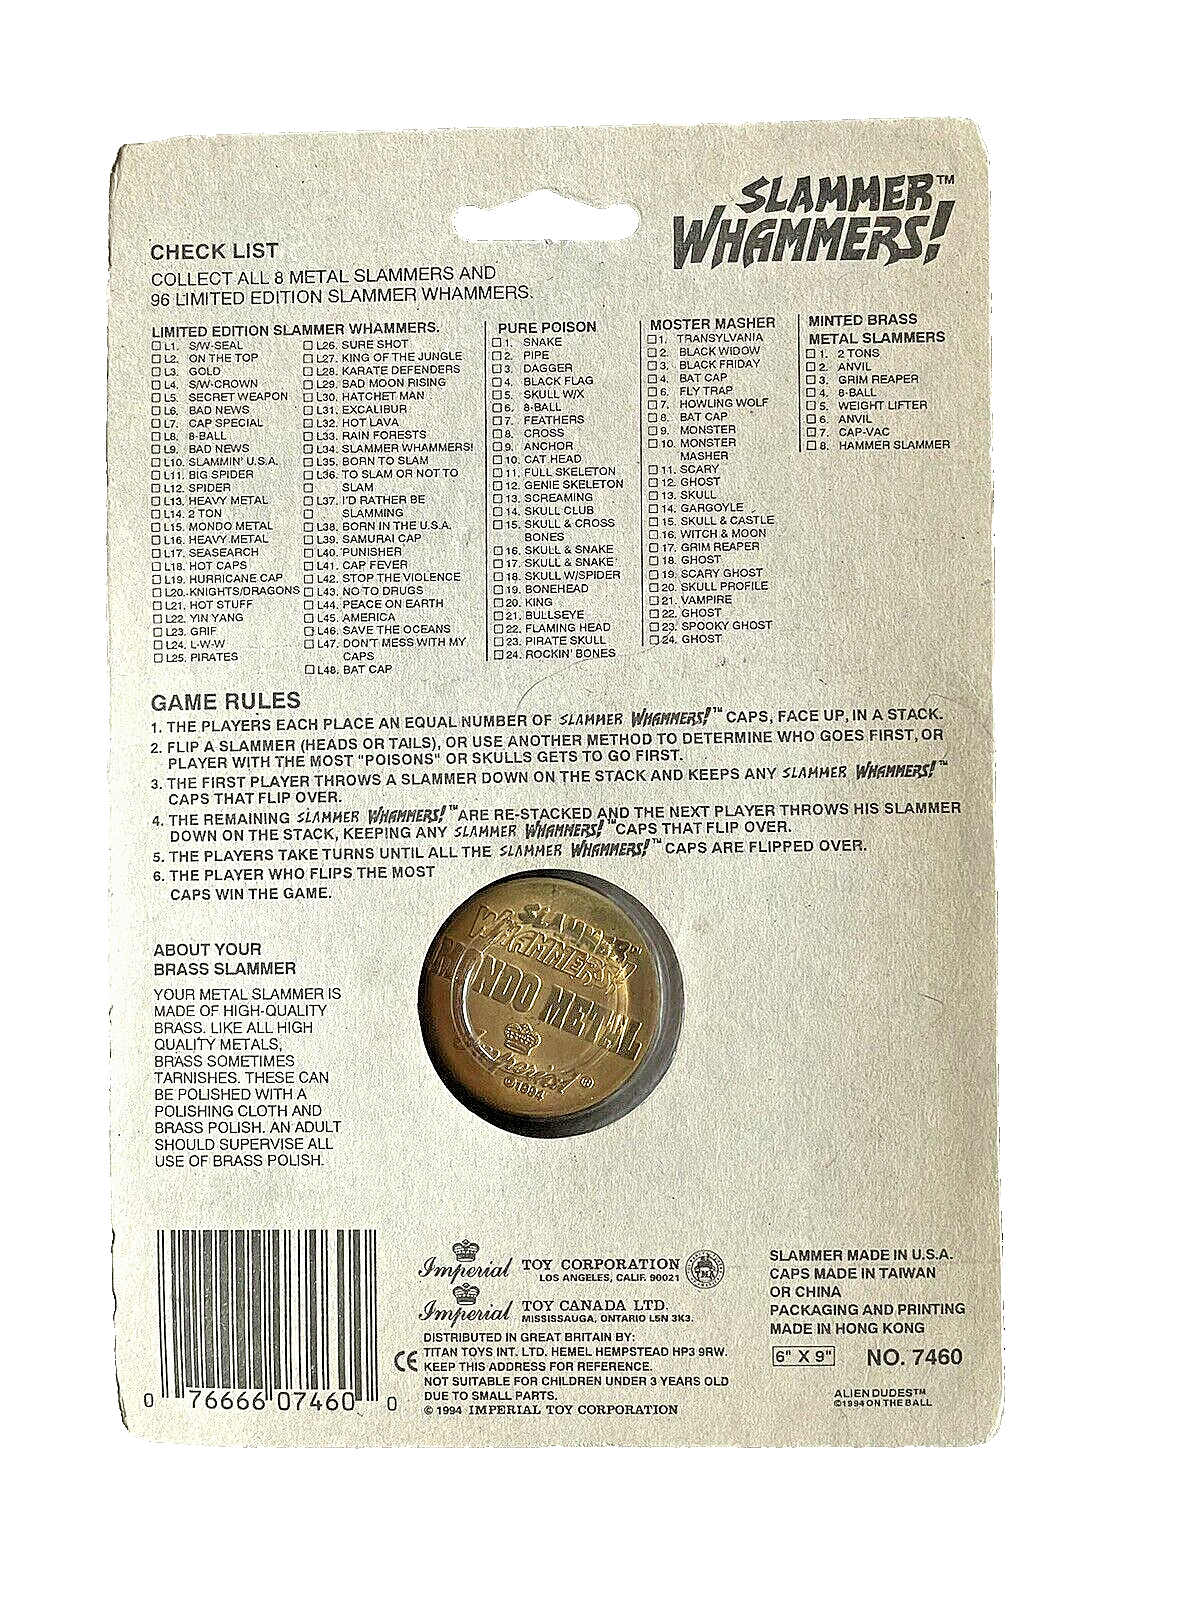 SLAMMER™
WHAMMERS!
CHECK LIST
COLLECT ALL 8 METAL SLAMMERS AND
96 LIMITED EDITION SLAMMER WHAMMERS.
LIMITED EDITION SLAMMER WHAMMERS.
L1. S/W-SEAL
L2. ON THE TOP
L3. GOLD
L4. S/W-CROWN
L5. SECRET WEAPON
L6. BAD NEWS
L7. CAP SPECIAL
L8. 8-BALL
L9. BAD NEWS
L10. SLAMMIN' U.S.A.
L11. BIG SPIDER
L12. SPIDER
L13. HEAVY METAL
L14. 2 TON
L15. MONDO METAL
L16. HEAVY METAL
L17. SEASEARCH
L18. HOT CAPS
L19. HURRICANE CAP
L20. KNIGHTS/DRAGONS
L21. HOT STUFF
L22. YIN YANG
L23. GRIF
L24. L-W-W
L25. PIRATES
L26. SURE SHOT
L27. KING OF THE JUNGLE
L28. KARATE DEFENDERS
L29. BAD MOON RISING
L30. HATCHET MAN
L31. EXCALIBUR
L32. HOT LAVA
L33. RAIN FORESTS
L34. SLAMMER WHAMMERS!
L35. BORN TO SLAM
L36. TO SLAM OR NOT TO
SLAM
L37. I'D RATHER BE
SLAMMING
L38. BORN IN THE U.S.A.
L39. SAMURAI CAP
L40. PUNISHER
L41. CAP FEVER
L42. STOP THE VIOLENCE
L43. NO TO DRUGS
L44. PEACE ON EARTH
L45. AMERICA
L46. SAVE THE OCEANS
L47. DON'T MESS WITH MY
CAPS
L48. BAT CAP
PURE POISON
1. SNAKE
2. PIPE
3. DAGGER
4. BLACK FLAG
5. SKULL W/X
6. 8-BALL
7. FEATHERS
8. CROSS
9. ANCHOR
10. CAT HEAD
11. FULL SKELETON
12. GENIE SKELETON
13. SCREAMING
14. SKULL CLUB
15. SKULL & CROSS
BONES
16. SKULL & SNAKE
17. SKULL & SNAKE
18. SKULL W/SPIDER
19. BONEHEAD
20. KING
21. BULLSEYE
22. FLAMING HEAD
23. PIRATE SKULL
24. ROCKIN' BONES
MOSTER MASHER
1. TRANSYLVANIA
2. BLACK WIDOW
3. BLACK FRIDAY
4. BAT CAP
6. FLY TRAP
7. HOWLING WOLF
8. BAT CAP
9. MONSTER
10. MONSTER
MASHER
11. SCARY
12. GHOST
13. SKULL
14. GARGOYLE
15. SKULL & CASTLE
16. WITCH & MOON
17. GRIM REAPER
18. GHOST
19. SCARY GHOST
20. SKULL PROFILE
21. VAMPIRE
22. GHOST
23. SPOOKY GHOST
24. GHOST
MINTED BRASS
METAL SLAMMERS
1. 2 TONS
2. ANVIL
3. GRIM REAPER
4. 8-BALL
5. WEIGHT LIFTER
6. ANVIL
7. CAP-VAC
8. HAMMER SLAMMER
GAME RULES
1. THE PLAYERS EACH PLACE AN EQUAL NUMBER OF SLAMMER WHAMMERS!™ CAPS, FACE UP, IN A STACK.
2. FLIP A SLAMMER (HEADS OR TAILS), OR USE ANOTHER METHOD TO DETERMINE WHO GOES FIRST, OR
PLAYER WITH THE MOST "POISONS" OR SKULLS GETS TO GO FIRST.
3. THE FIRST PLAYER THROWS A SLAMMER DOWN ON THE STACK AND KEEPS ANY SLAMMER WHAMMERS!™
CAPS THAT FLIP OVER.
4. THE REMAINING SLAMMER WHAMMERS!™ ARE RE-STACKED AND THE NEXT PLAYER THROWS HIS SLAMMER
DOWN ON THE STACK, KEEPING ANY SLAMMER WHAMMERS!™ CAPS THAT FLIP OVER.
5. THE PLAYERS TAKE TURNS UNTIL ALL THE SLAMMER WHAMMERS!™ CAPS ARE FLIPPED OVER.
6. THE PLAYER WHO FLIPS THE MOST
CAPS WIN THE GAME.
SLAMMER™
WHAMMERS!
MONDO METAL
Imperial®
©1994
ABOUT YOUR
BRASS SLAMMER
YOUR METAL SLAMMER IS
MADE OF HIGH-QUALITY
BRASS. LIKE ALL HIGH
QUALITY METALS,
BRASS SOMETIMES
TARNISHES. THESE CAN
BE POLISHED WITH A
POLISHING CLOTH AND
BRASS POLISH. AN ADULT
SHOULD SUPERVISE ALL
USE OF BRASS POLISH.
0 76666 07460 0
Imperial TOY CORPORATION
LOS ANGELES, CALIF. 90021
TMA
Imperial TOY CANADA LTD.
MISSISSAUGA, ONTARIO L5N 3K3.
DISTRIBUTED IN GREAT BRITAIN BY:
TITAN TOYS INT. LTD. HEMEL HEMPSTEAD HP3 9RW.
CE KEEP THIS ADDRESS FOR REFERENCE.
NOT SUITABLE FOR CHILDREN UNDER 3 YEARS OLD
DUE TO SMALL PARTS.
© 1994 IMPERIAL TOY CORPORATION
SLAMMER MADE IN U.S.A.
CAPS MADE IN TAIWAN
OR CHINA
PACKAGING AND PRINTING
MADE IN HONG KONG
6" X 9" NO. 7460
ALIEN DUDES™
©1994 ON THE BALL